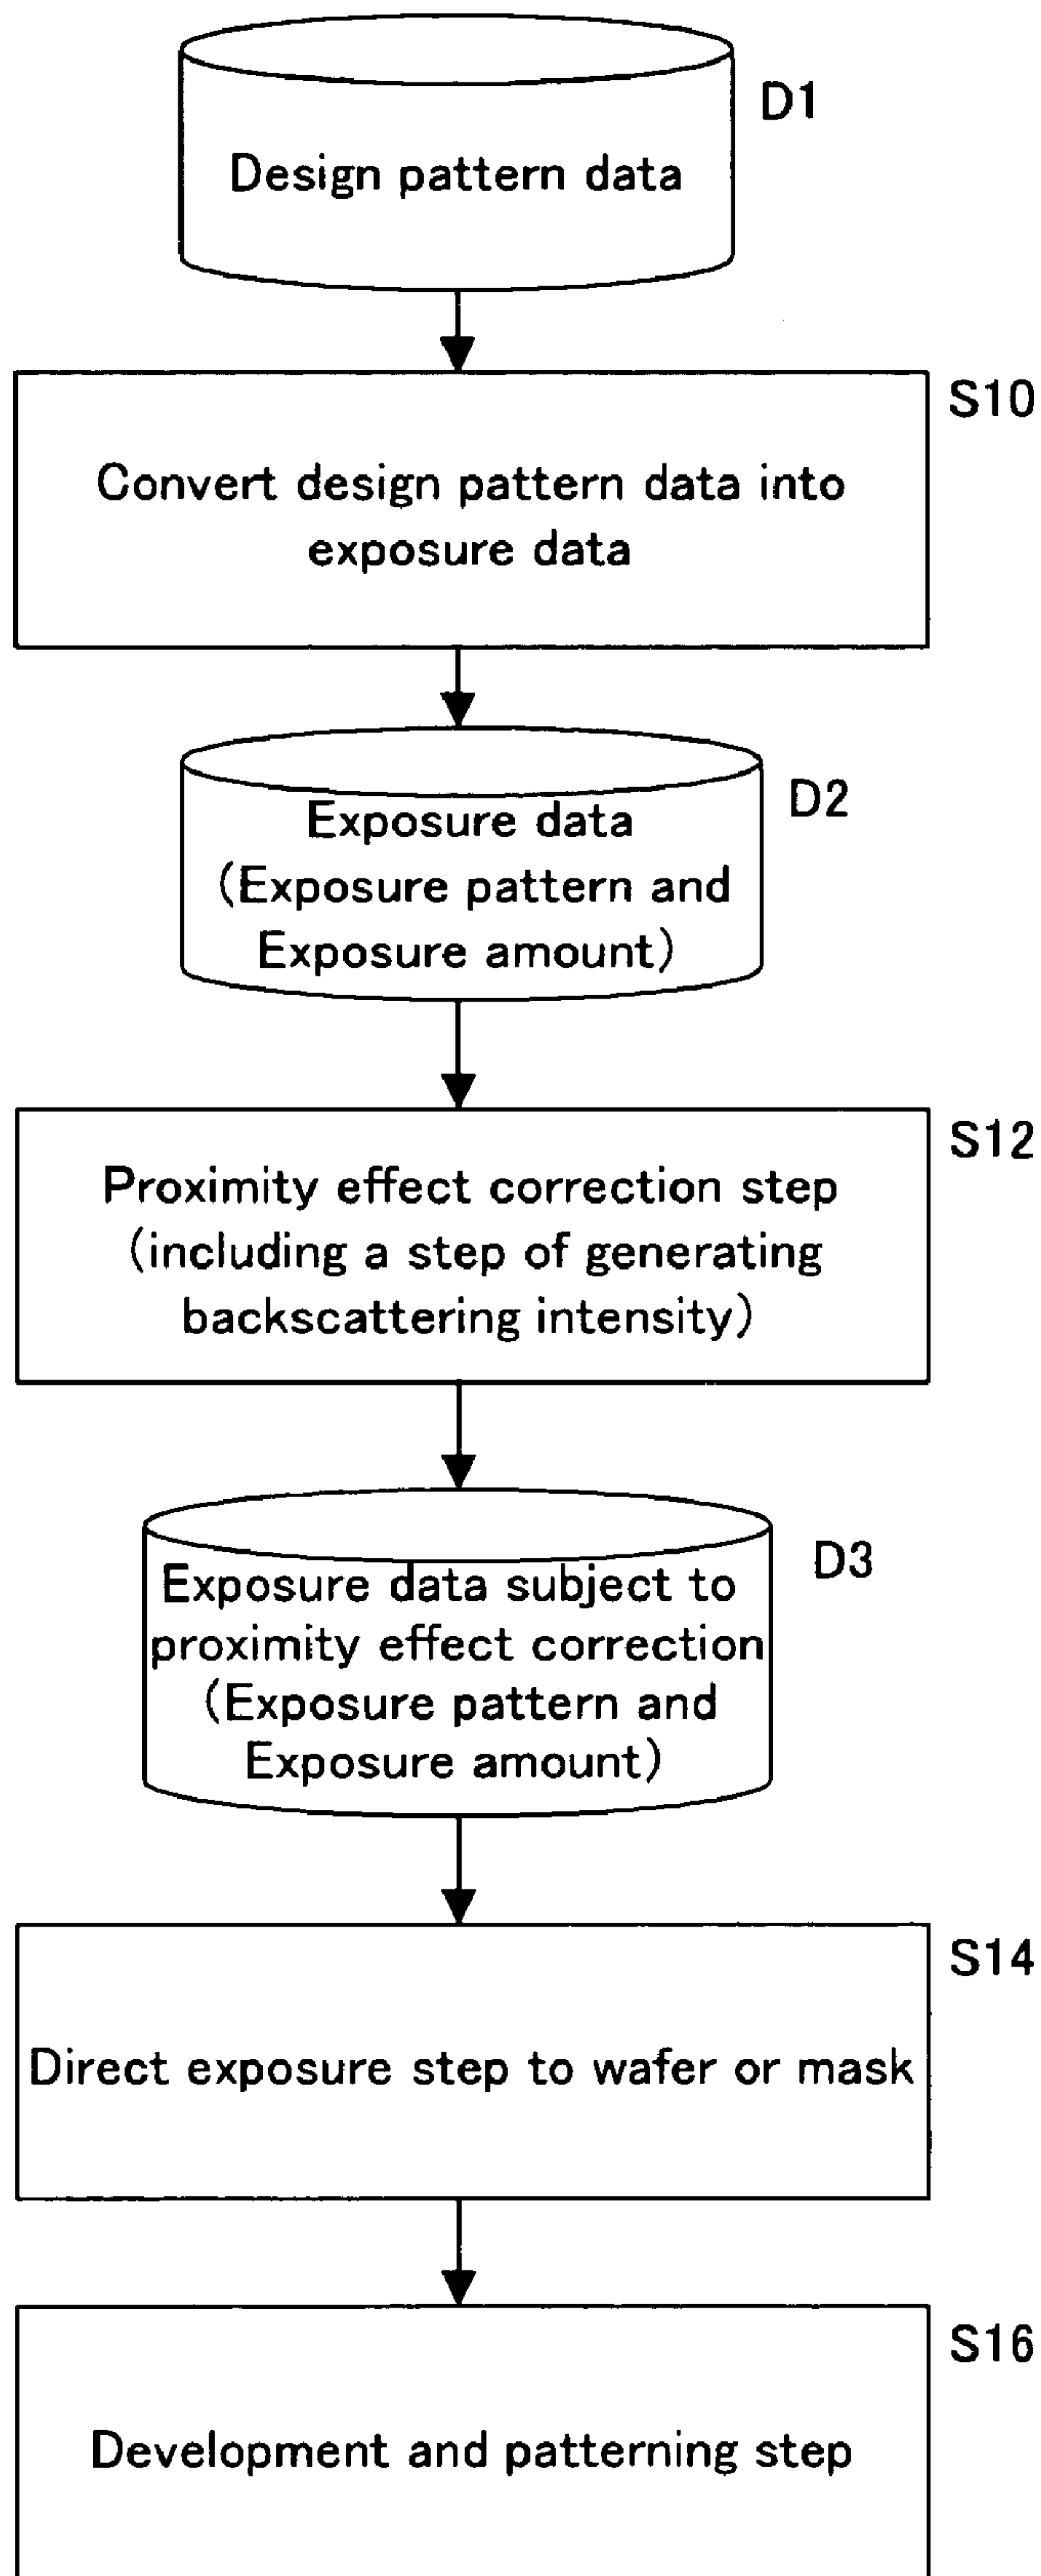 D1
Design pattern data
S10
Convert design pattern data into
exposure data
D2
Exposure data
(Exposure pattern and
Exposure amount)
S12
Proximity effect correction step
(including a step of generating
backscattering intensity)
D3
Exposure data subject to
proximity effect correction
(Exposure pattern and
Exposure amount)
S14
Direct exposure step to wafer or mask
S16
Development and patterning step